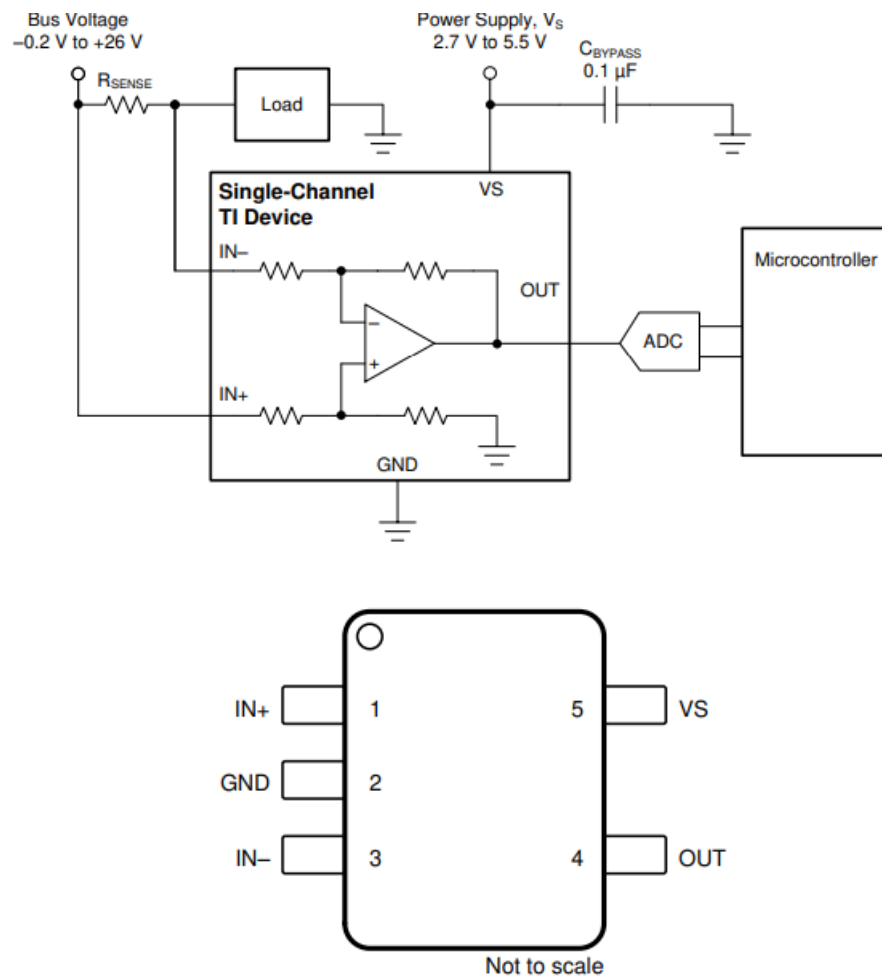 Bus Voltage
–0.2 V to +26 V
Power Supply, VS
2.7 V to 5.5 V
CBYPASS
0.1 µF
RSENSE
Load
Single-Channel
TI Device
VS
IN–
OUT
–
+
IN+
GND
ADC
Microcontroller
IN+ 1 5 VS
GND 2
IN– 3 4 OUT
Not to scale